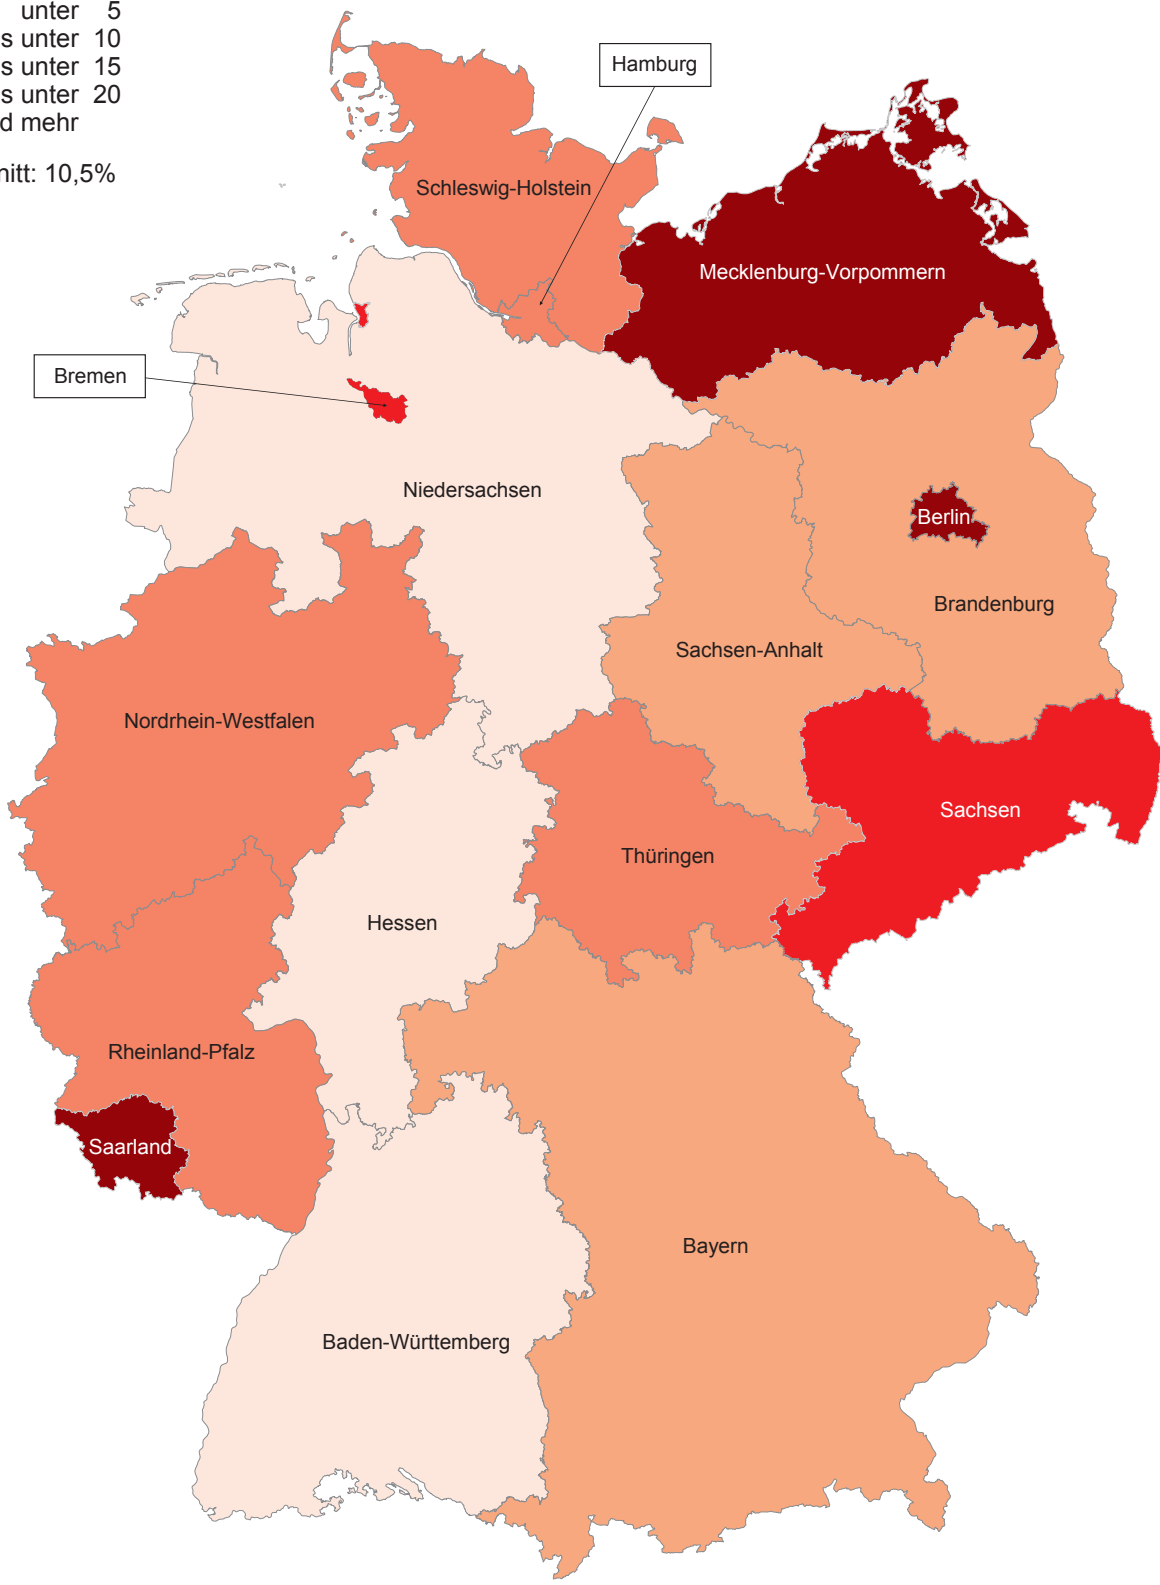 unter 5
s unter 10
s unter 15
s unter 20
d mehr
nitt: 10,5%
Hamburg
Schleswig-Holstein
Mecklenburg-Vorpommern
Bremen
Niedersachsen
Berlin
Brandenburg
Sachsen-Anhalt
Nordrhein-Westfalen
Sachsen
Thüringen
Hessen
Rheinland-Pfalz
Saarland
Bayern
Baden-Württemberg